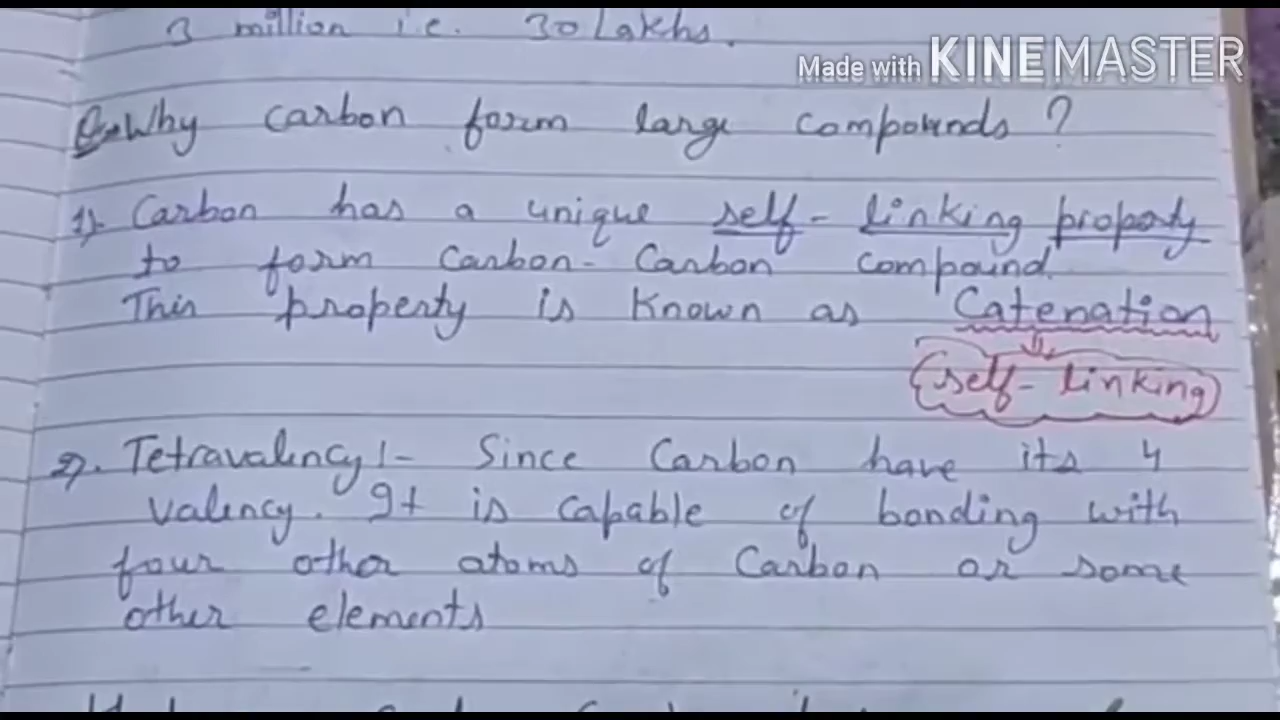 3 million i.e. 30 Lakhs.
Made with KINEMASTER
Q→ Why carbon form large compounds ?
1). Carbon has a unique self - linking property
to form Carbon - Carbon compound.
This property is known as Catenation
self - linking
2). Tetravalency :- Since Carbon have its 4
valency. It is capable of bonding with
four other atoms of Carbon or some
other elements